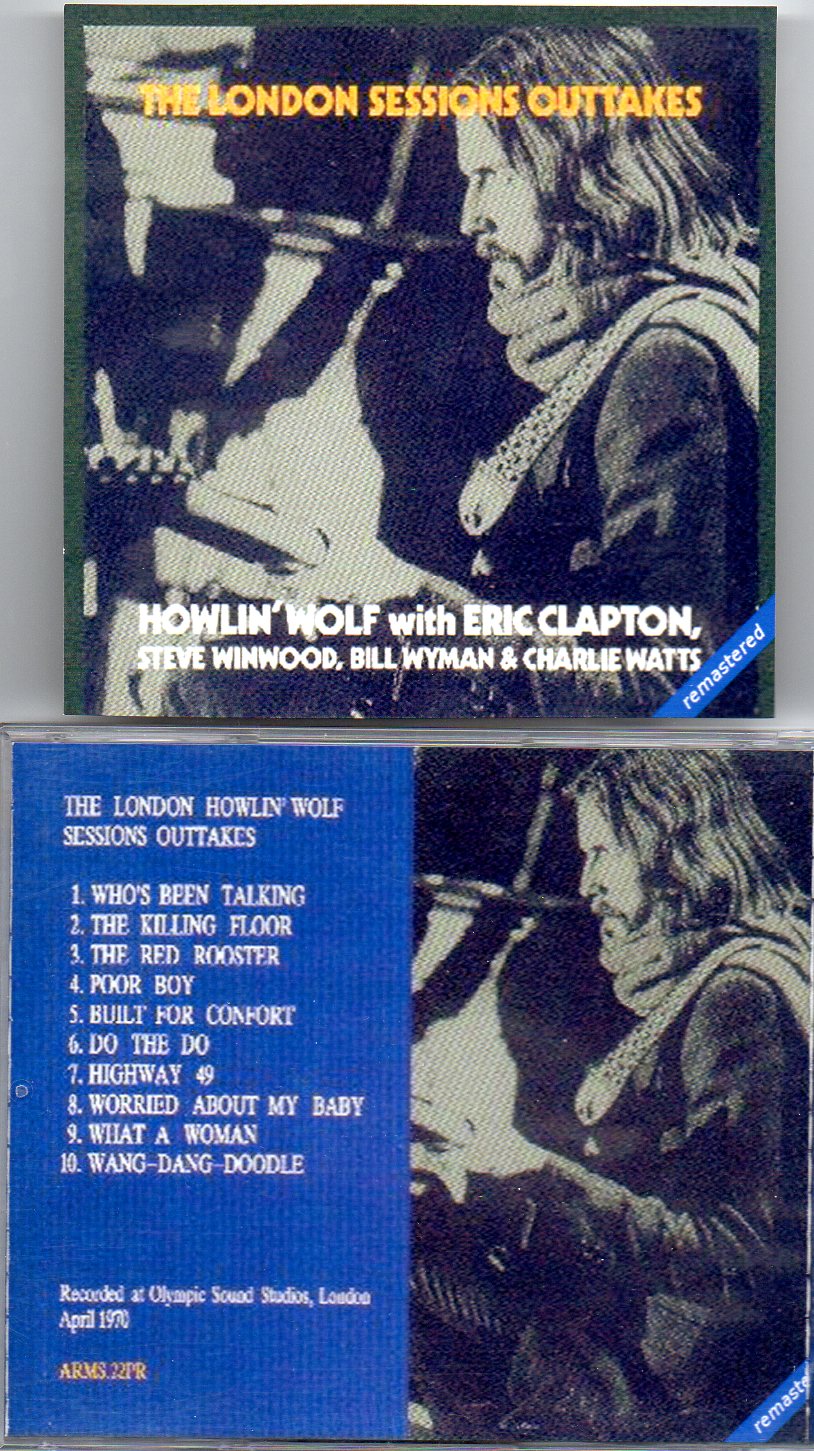 THE LONDON SESSIONS OUTTAKES
HOWLIN' WOLF with ERIC CLAPTON,
STEVE WINWOOD, BILL WYMAN & CHARLIE WATTS
remastered
THE LONDON HOWLIN' WOLF
SESSIONS OUTTAKES
1. WHO'S BEEN TALKING
2. THE KILLING FLOOR
3. THE RED ROOSTER
4. POOR BOY
5. BUILT FOR CONFORT
6. DO THE DO
7. HIGHWAY 49
8. WORRIED ABOUT MY BABY
9. WHAT A WOMAN
10. WANG-DANG-DOODLE
Recorded at Olympic Sound Studios, London
April 1970
ARMS 22PR
remaste